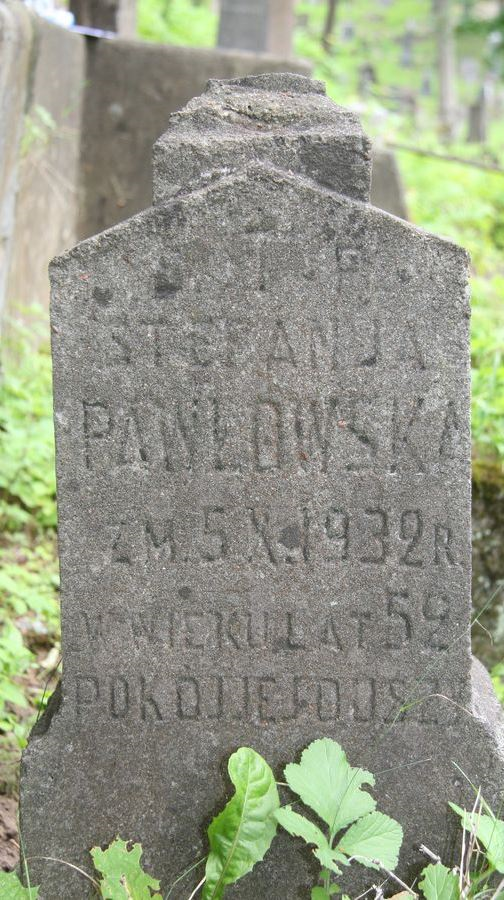 Ś † P
STEFANJA
PAWŁOWSKA
ZM. 5 X. 1932 R
W WIEKU LAT 52
POKÓJ JEJ DUSZY